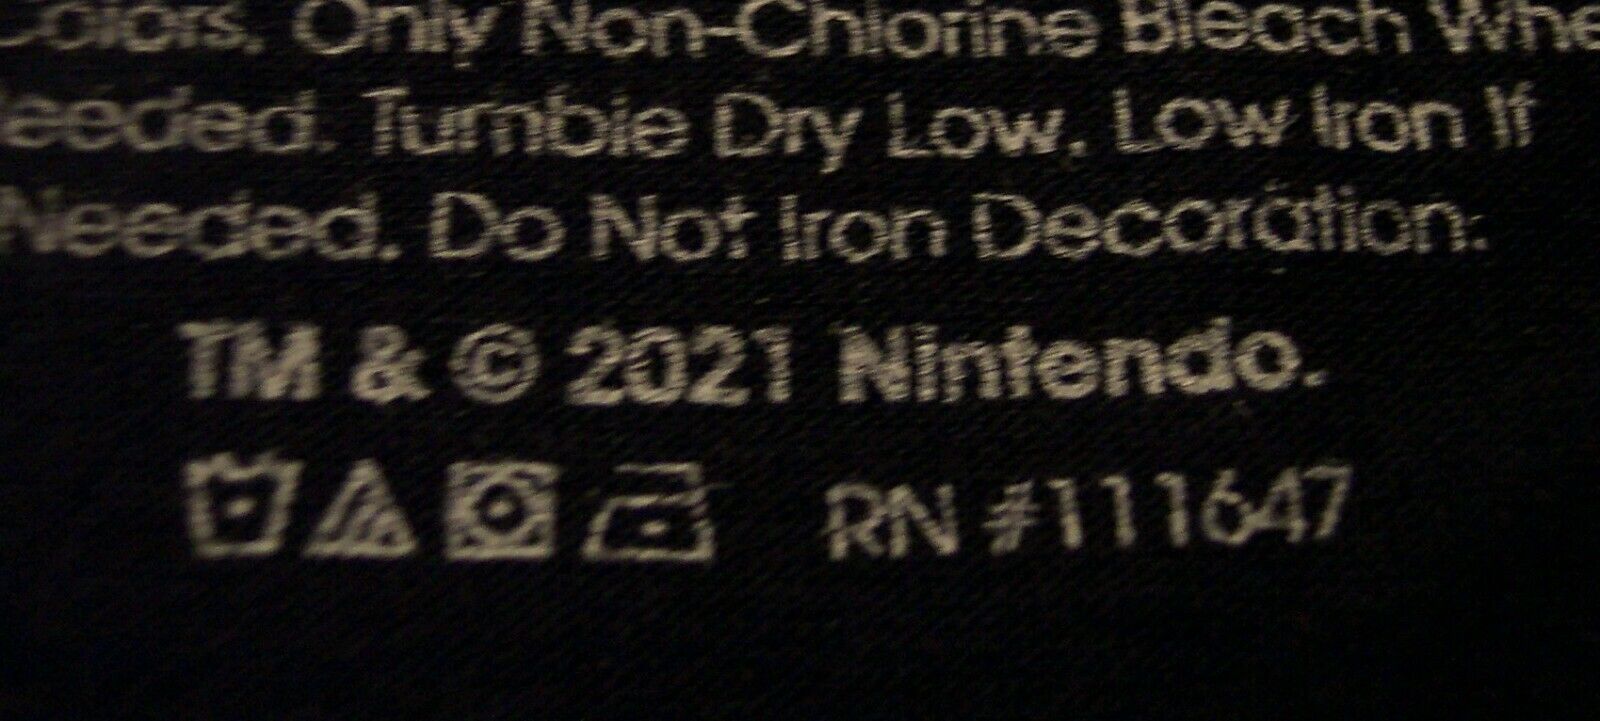 Colors. Only Non-Chlorine Bleach Whe
Needed. Tumble Dry Low. Low Iron If
Needed. Do Not Iron Decoration.
TM & © 2021 Nintendo.
RN #111647